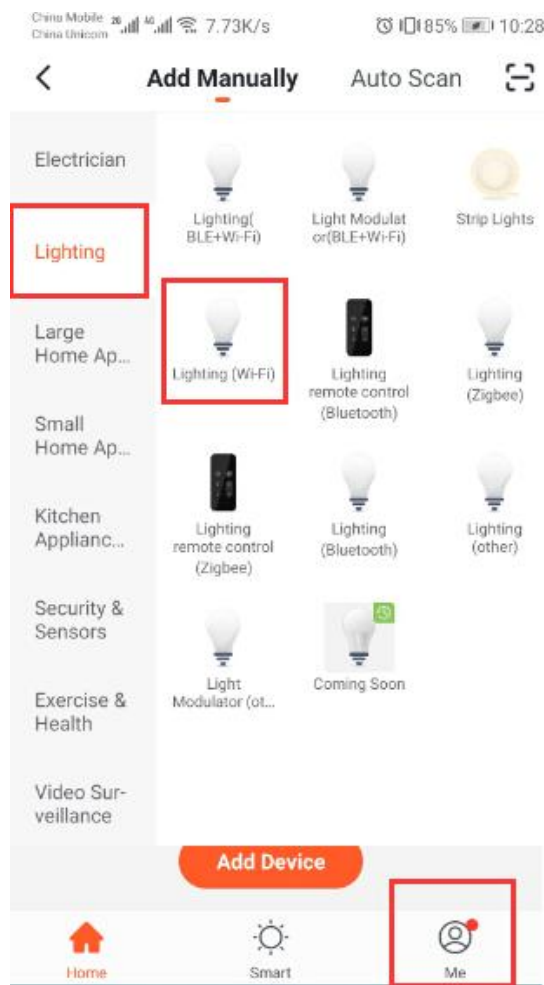 China Mobile 2G 4G 7.73K/s 85% 10:28
China Unicom
Add Manually Auto Scan
Electrician
Lighting
Large
Home Ap...
Small
Home Ap...
Kitchen
Applianc...
Security &
Sensors
Exercise &
Health
Video Sur-
veillance
Lighting(
BLE+Wi-Fi)
Light Modulat
or(BLE+Wi-Fi)
Strip Lights
Lighting (Wi-Fi)
Lighting
remote control
(Bluetooth)
Lighting
(Zigbee)
Lighting
remote control
(Zigbee)
Lighting
(Bluetooth)
Lighting
(other)
Light
Modulator (ot...
Coming Soon
Add Device
Home Smart Me